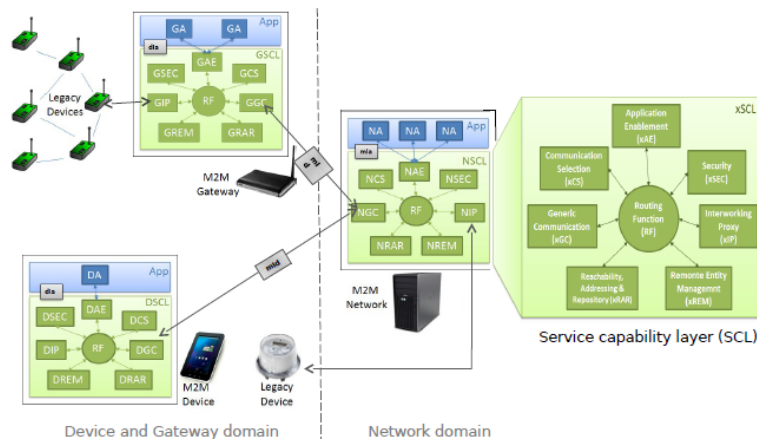 App
GA
GA
dla
GSCL
GAE
GSEC
GCS
Legacy
Devices
GIP
RF
GGC
GREM
GRAR
M2M
Gateway
mid
App
NA
NA
NA
mla
NSCL
NAE
NCS
NSEC
NGC
RF
NIP
NRAR
NREM
M2M
Network
mid
App
DA
dla
DSCL
DAE
DSEC
DCS
DIP
RF
DGC
DREM
DRAR
M2M
Device
Legacy
Device
xSCL
Application
Enablement
(xAE)
Communication
Selection
(xCS)
Security
(xSEC)
Generic
Communication
(xGC)
Routing
Function
(RF)
Interworking
Proxy
(xIP)
Reachability,
Addressing &
Repository (xRAR)
Remonte Entity
Managemnt
(xREM)
Service capability layer (SCL)
Device and Gateway domain
Network domain